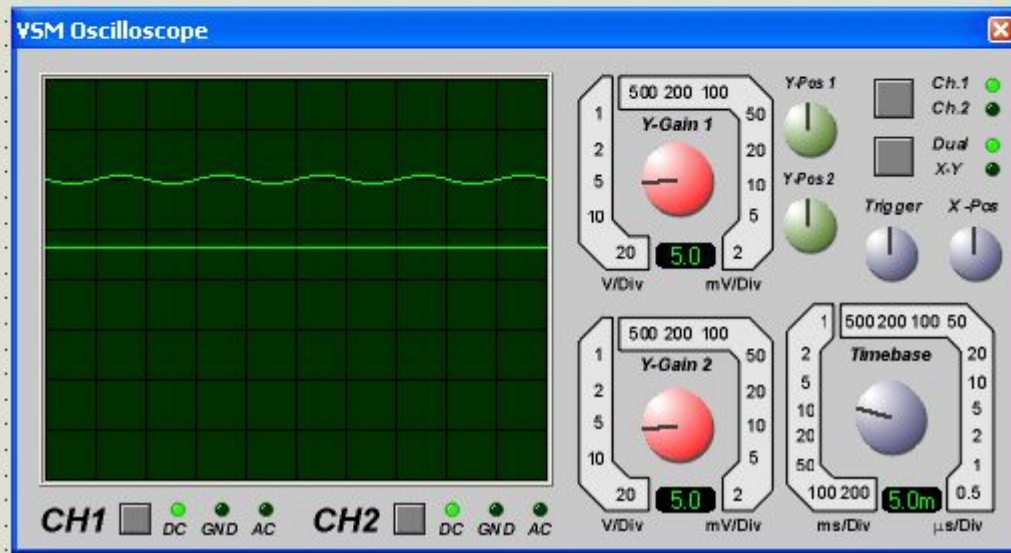 VSM Oscilloscope
500 200 100
1
50
Y-Gain 1
2
20
5
10
10
5
20
5.0
2
V/Div
mV/Div
Y-Pos 1
Y-Pos 2
Ch.1
Ch.2
Dual
X-Y
Trigger
X-Pos
500 200 100
1
50
Y-Gain 2
2
20
5
10
10
5
20
5.0
2
V/Div
mV/Div
1
500 200 100 50
2
Timebase
20
5
10
10
5
20
2
50
1
100 200
5.0m
0.5
ms/Div
µs/Div
CH1
DC
GND
AC
CH2
DC
GND
AC